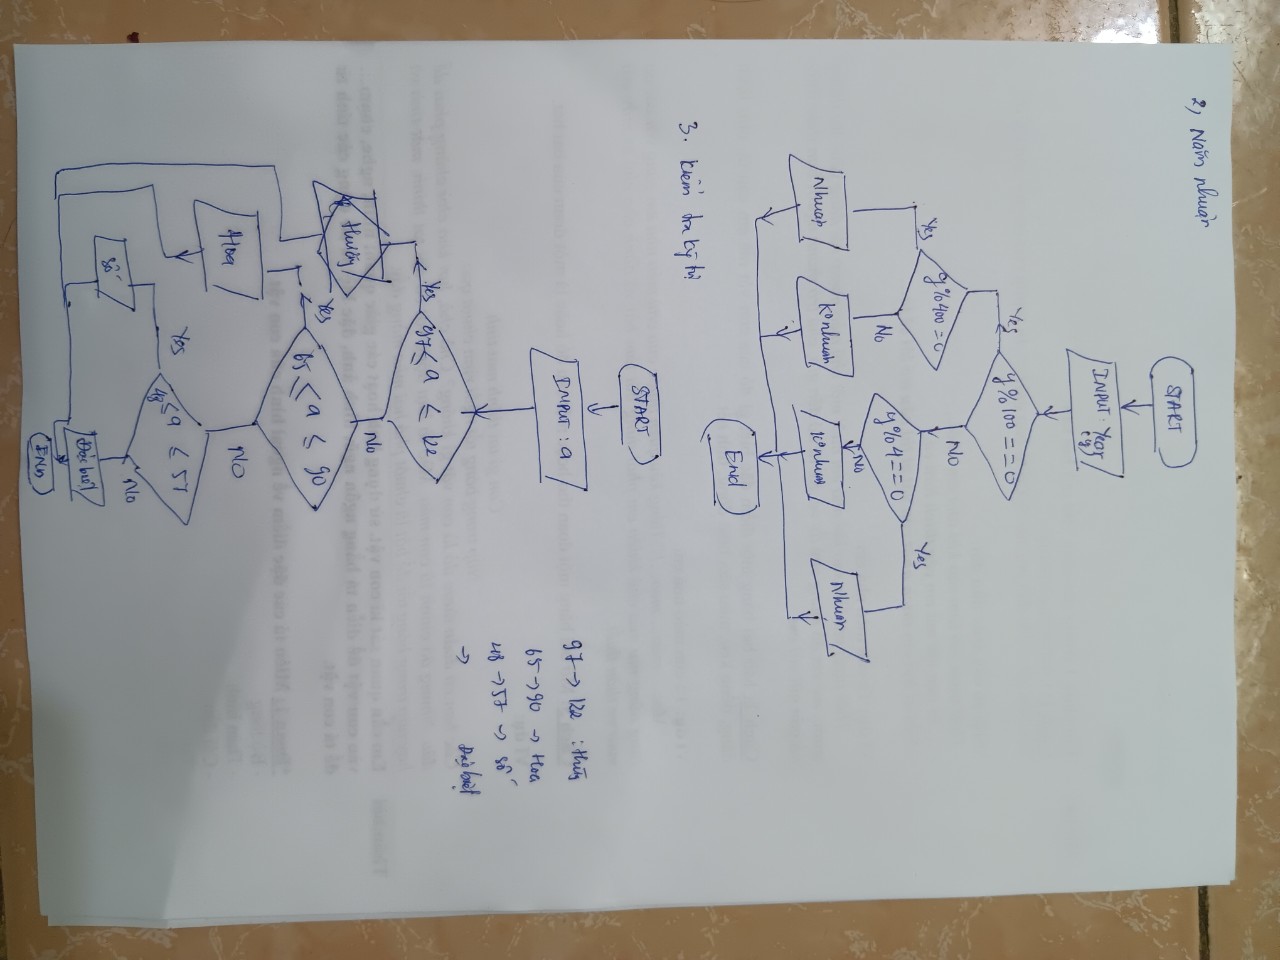 2, Năm nhuận
START
INPUT: Year
(y)
y%100==0
Yes
No
y%400=0
Yes
No
y%4==0
Yes
No
Nhuận
Ko nhuận
Ko nhuận
Nhuận
End
3. Kiểm tra ký tự
START
INPUT: a
97 ≤ a ≤ 122
Yes
No
thường
65 ≤ a ≤ 90
Yes
NO
Hoa
48 ≤ a ≤ 57
Yes
No
Số
Đặc biệt
END
97 → 122 : thường
65 → 90 → Hoa
48 → 57 → Số
→ Đặc biệt